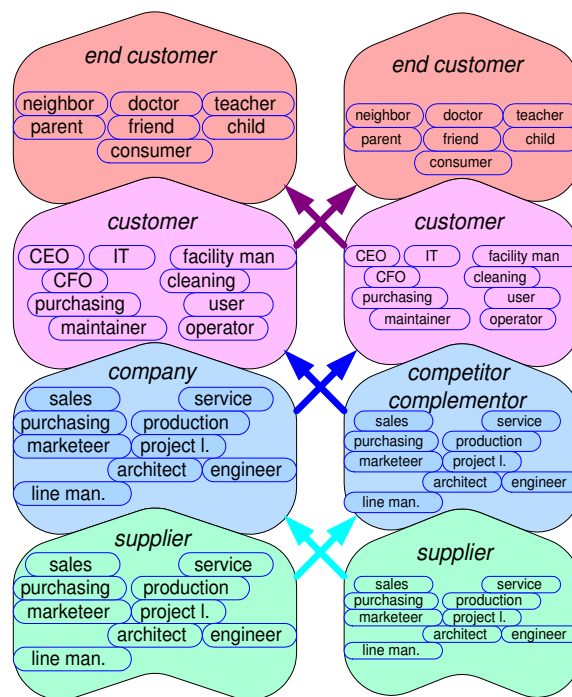 end customer
neighbor doctor teacher
parent friend child
consumer
customer
CEO IT facility man
CFO cleaning
purchasing user
maintainer operator
company
sales service
purchasing production
marketeer project l.
architect engineer
line man.
supplier
sales service
purchasing production
marketeer project l.
architect engineer
line man.
end customer
neighbor doctor teacher
parent friend child
consumer
customer
CEO IT facility man
CFO cleaning
purchasing user
maintainer operator
competitor
complementor
sales service
purchasing production
marketeer project l.
architect engineer
line man.
supplier
sales service
purchasing production
marketeer project l.
architect engineer
line man.